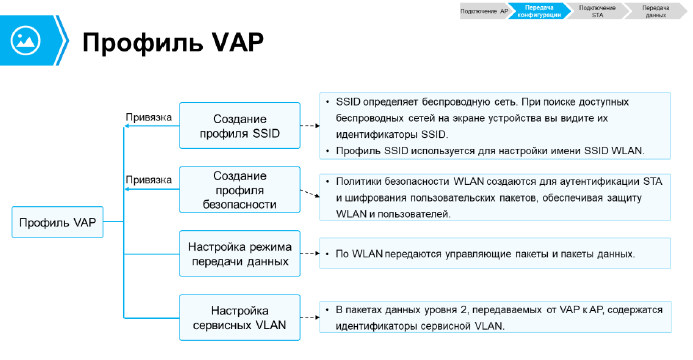 Подключение AP
Передача
конфигурации
Подключение
STA
Передача
данных
Профиль VAP
Привязка
Создание
профиля SSID
• SSID определяет беспроводную сеть. При поиске доступных
беспроводных сетей на экране устройства вы видите их
идентификаторы SSID.
• Профиль SSID используется для настройки имени SSID WLAN.
Привязка
Создание
профиля
безопасности
• Политики безопасности WLAN создаются для аутентификации STA
и шифрования пользовательских пакетов, обеспечивая защиту
WLAN и пользователей.
Профиль VAP
Настройка режима
передачи данных
• По WLAN передаются управляющие пакеты и пакеты данных.
Настройка
сервисных VLAN
• В пакетах данных уровня 2, передаваемых от VAP к AP, содержатся
идентификаторы сервисной VLAN.